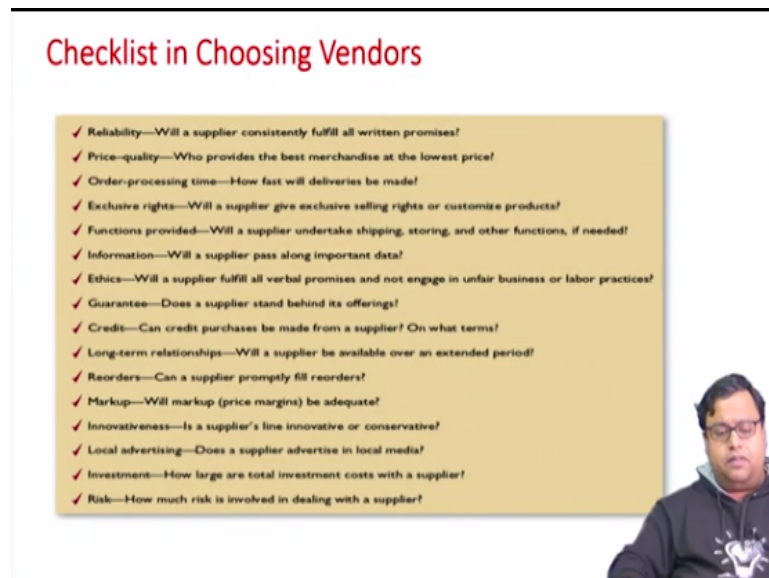 Checklist in Choosing Vendors
✓ Reliability—Will a supplier consistently fulfill all written promises?
✓ Price-quality—Who provides the best merchandise at the lowest price?
✓ Order-processing time—How fast will deliveries be made?
✓ Exclusive rights—Will a supplier give exclusive selling rights or customize products?
✓ Functions provided—Will a supplier undertake shipping, storing, and other functions, if needed?
✓ Information—Will a supplier pass along important data?
✓ Ethics—Will a supplier fulfill all verbal promises and not engage in unfair business or labor practices?
✓ Guarantee—Does a supplier stand behind its offerings?
✓ Credit—Can credit purchases be made from a supplier? On what terms?
✓ Long-term relationships—Will a supplier be available over an extended period?
✓ Reorders—Can a supplier promptly fill reorders?
✓ Markup—Will markup (price margins) be adequate?
✓ Innovativeness—Is a supplier's line innovative or conservative?
✓ Local advertising—Does a supplier advertise in local media?
✓ Investment—How large are total investment costs with a supplier?
✓ Risk—How much risk is involved in dealing with a supplier?